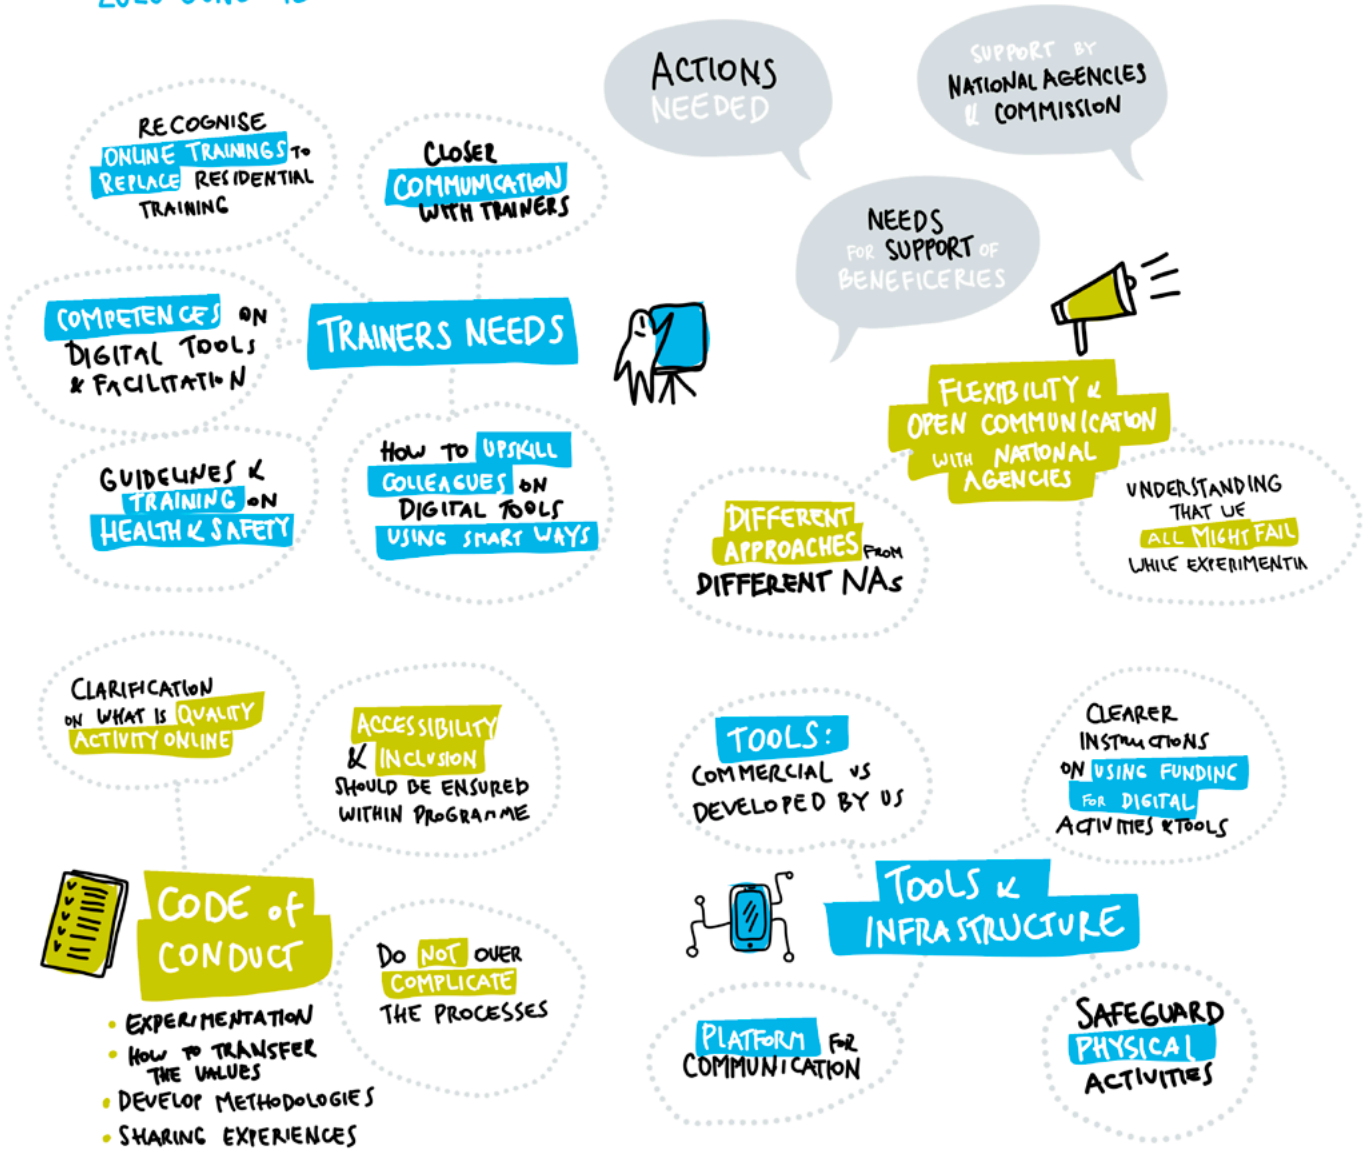 ACTIONS
NEEDED
SUPPORT BY
NATIONAL AGENCIES
& COMMISSION
NEEDS
FOR SUPPORT OF
BENEFICERIES
RECOGNISE
ONLINE TRAININGS TO
REPLACE RESIDENTIAL
TRAINING
CLOSER
COMMUNICATION
WITH TRAINERS
COMPETENCES ON
DIGITAL TOOLS
& FACILITATION
TRAINERS NEEDS
GUIDELINES &
TRAINING ON
HEALTH & SAFETY
HOW TO UPSKILL
COLLEAGUES ON
DIGITAL TOOLS
USING SMART WAYS
FLEXIBILITY &
OPEN COMMUNICATION
WITH NATIONAL
AGENCIES
DIFFERENT
APPROACHES FROM
DIFFERENT NAs
UNDERSTANDING
THAT WE
ALL MIGHT FAIL
WHILE EXPERIMENTIN
CLARIFICATION
ON WHAT IS QUALITY
ACTIVITY ONLINE
ACCESSIBILITY
& INCLUSION
SHOULD BE ENSURED
WITHIN PROGRAMME
CODE of
CONDUCT
• EXPERIMENTATION
• HOW TO TRANSFER
THE VALUES
• DEVELOP METHODOLOGIES
• SHARING EXPERIENCES
DO NOT OVER
COMPLICATE
THE PROCESSES
TOOLS:
COMMERCIAL VS
DEVELOPED BY US
CLEARER
INSTRUCTIONS
ON USING FUNDING
FOR DIGITAL
ACTIVITIES & TOOLS
TOOLS &
INFRASTRUCTURE
PLATFORM FOR
COMMUNICATION
SAFEGUARD
PHYSICAL
ACTIVITIES